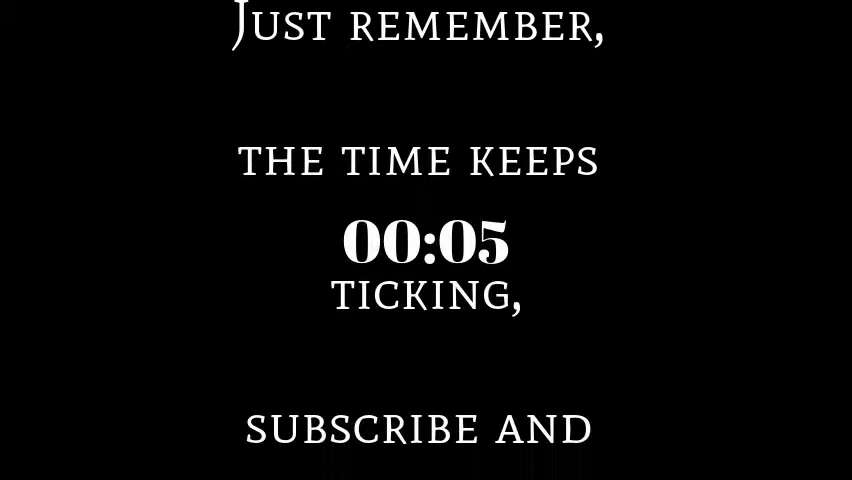 Just remember,
the time keeps
00:05
ticking,
subscribe and